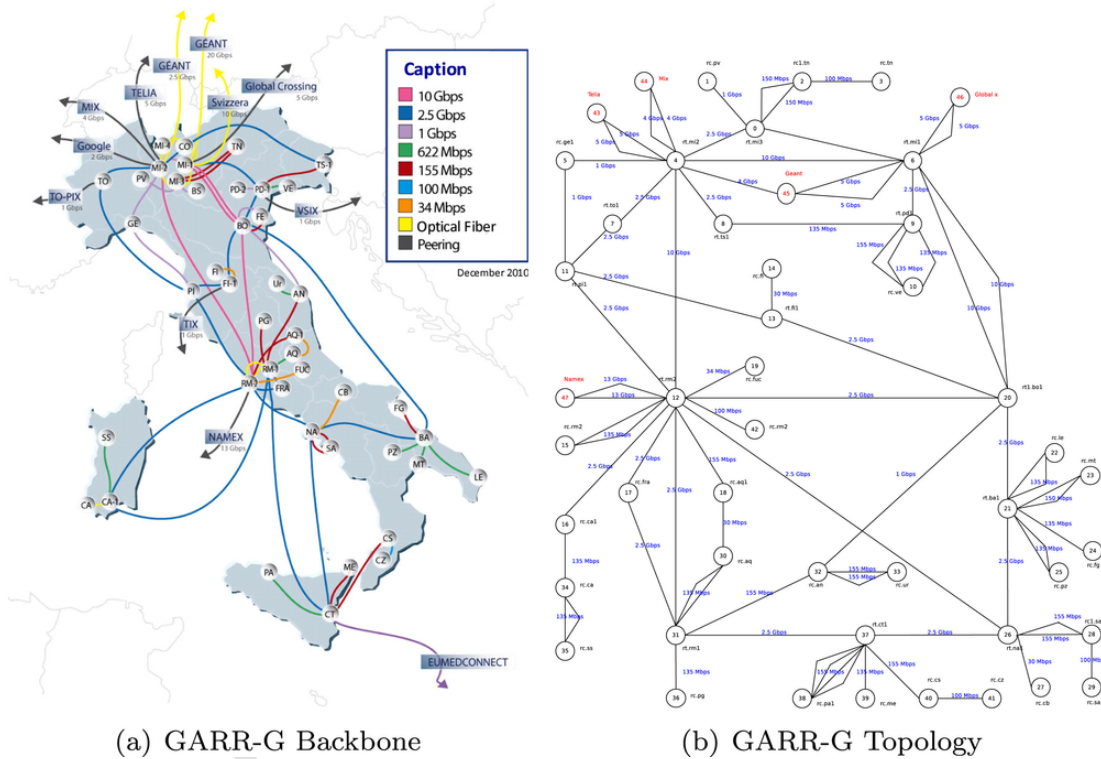 GÉANT
20 Gbps
GÉANT
2.5 Gbps
TELIA
5 Gbps
Svizzera
10 Gbps
Global Crossing
5 Gbps
MIX
4 Gbps
Google
2 Gbps
TO-PIX
1 Gbps
VSIX
1 Gbps
TIX
1 Gbps
NAMEX
13 Gbps
EUMEDCONNECT
MI-4
CO
TN
MI-2
MI-1
MI-3
TO
PV
BS
PD-2
PD-1
VE
TS-1
GE
FE
BO
FI
FI-1
PI
Ur
AN
PG
AQ-1
AQ
RM-1
FUC
FRA
CB
FG
NA
SA
BA
PZ
MT
LE
SS
CA
CA-1
CS
CZ
PA
ME
CT
Caption
10 Gbps
2.5 Gbps
1 Gbps
622 Mbps
155 Mbps
100 Mbps
34 Mbps
Optical Fiber
Peering
December 2010
(a) GARR-G Backbone
rc.pv
1
rc1.tn
2
rc.tn
3
150 Mbps
100 Mbps
150 Mbps
1 Gbps
44
Mix
Telia
43
4 Gbps
4 Gbps
5 Gbps
5 Gbps
rt.mi2
2.5 Gbps
0
rt.mi3
46
Global x
5 Gbps
5 Gbps
rt.mi1
rc.ge1
5
1 Gbps
4
10 Gbps
6
Geant
45
4 Gbps
5 Gbps
5 Gbps
1 Gbps
rt.to1
7
2.5 Gbps
2.5 Gbps
2.5 Gbps
8
rt.ts1
135 Mbps
2.5 Gbps
rt.pd1
9
155 Mbps
135 Mbps
135 Mbps
10
rc.ve
11
rt.pi1
2.5 Gbps
10 Gbps
rc.fi
14
30 Mbps
13
rt.fi1
10 Gbps
10 Gbps
2.5 Gbps
2.5 Gbps
Namex
47
13 Gbps
13 Gbps
rt.rm2
12
34 Mbps
19
rc.fuc
2.5 Gbps
rt1.bo1
20
rc.rm2
15
135 Mbps
100 Mbps
42
rc.rm2
2.5 Gbps
2.5 Gbps
2.5 Gbps
155 Mbps
2.5 Gbps
1 Gbps
2.5 Gbps
rc.le
22
rc.mt
23
135 Mbps
150 Mbps
rt.ba1
21
135 Mbps
135 Mbps
24
rc.fg
25
rc.pz
17
rc.fra
18
rc.aq1
16
rc.ca1
30 Mbps
2.5 Gbps
30
rc.aq
135 Mbps
135 Mbps
34
rc.ca
135 Mbps
35
rc.ss
32
rc.an
155 Mbps
155 Mbps
33
rc.ur
155 Mbps
2.5 Gbps
31
rt.rm1
2.5 Gbps
rt.ct1
37
2.5 Gbps
26
rt.na1
155 Mbps
155 Mbps
rc1.sa
28
30 Mbps
27
rc.cb
29
rc.sa
135 Mbps
36
rc.pg
155 Mbps
155 Mbps
135 Mbps
155 Mbps
38
rc.pa1
39
rc.me
rc.cs
40
100 Mbps
rc.cz
41
(b) GARR-G Topology